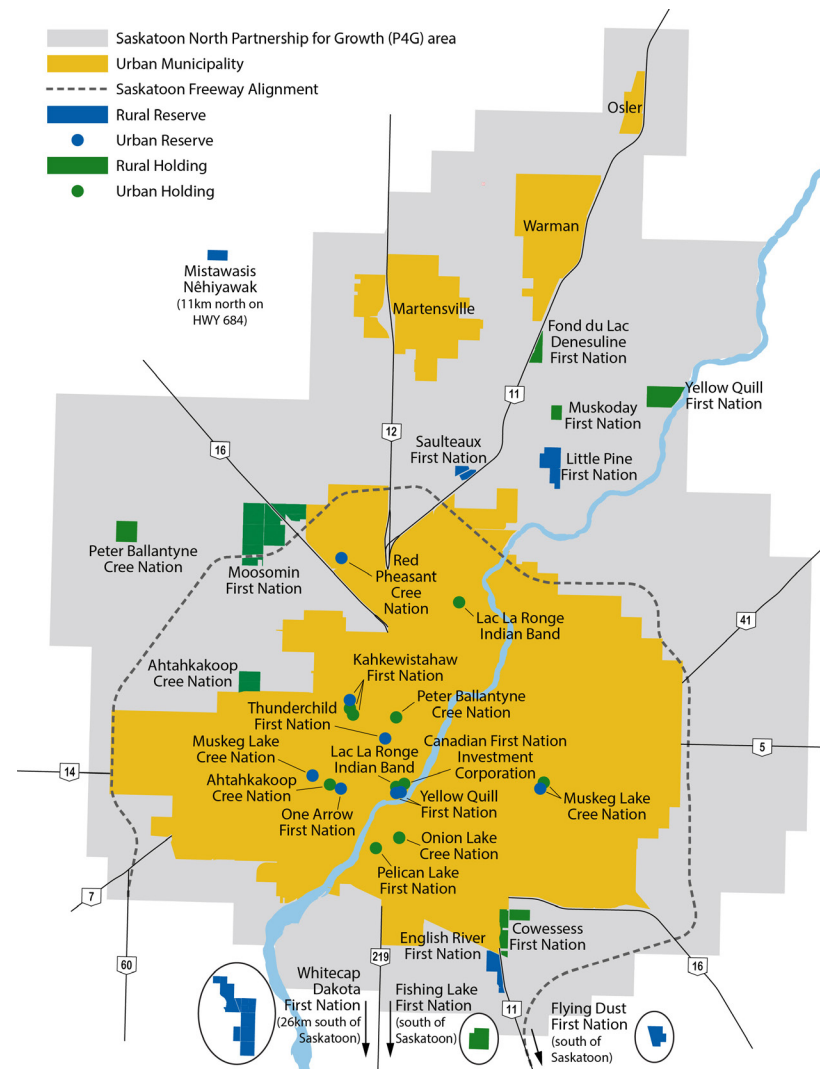 Saskatoon North Partnership for Growth (P4G) area
Urban Municipality
Saskatoon Freeway Alignment
Rural Reserve
Urban Reserve
Rural Holding
Urban Holding
Osler
Warman
Mistawasis
Nêhiyawak
(11km north on
HWY 684)
Martensville
Fond du Lac
Denesuline
First Nation
11
Yellow Quill
First Nation
Muskoday
First Nation
12
16
Saulteaux
First Nation
Little Pine
First Nation
Peter Ballantyne
Cree Nation
Moosomin
First Nation
Red
Pheasant
Cree
Nation
Lac La Ronge
Indian Band
41
Ahtahkakoop
Cree Nation
Kahkewistahaw
First Nation
Peter Ballantyne
Cree Nation
Thunderchild
First Nation
Muskeg Lake
Cree Nation
Lac La Ronge
Indian Band
Canadian First Nation
Investment
Corporation
5
14
Ahtahkakoop
Cree Nation
One Arrow
First Nation
Yellow Quill
First Nation
Muskeg Lake
Cree Nation
Onion Lake
Cree Nation
Pelican Lake
First Nation
7
Cowessess
First Nation
English River
First Nation
60
219
16
Whitecap
Dakota
First Nation
(26km south of
Saskatoon)
Fishing Lake
First Nation
(south of
Saskatoon)
11
Flying Dust
First Nation
(south of
Saskatoon)